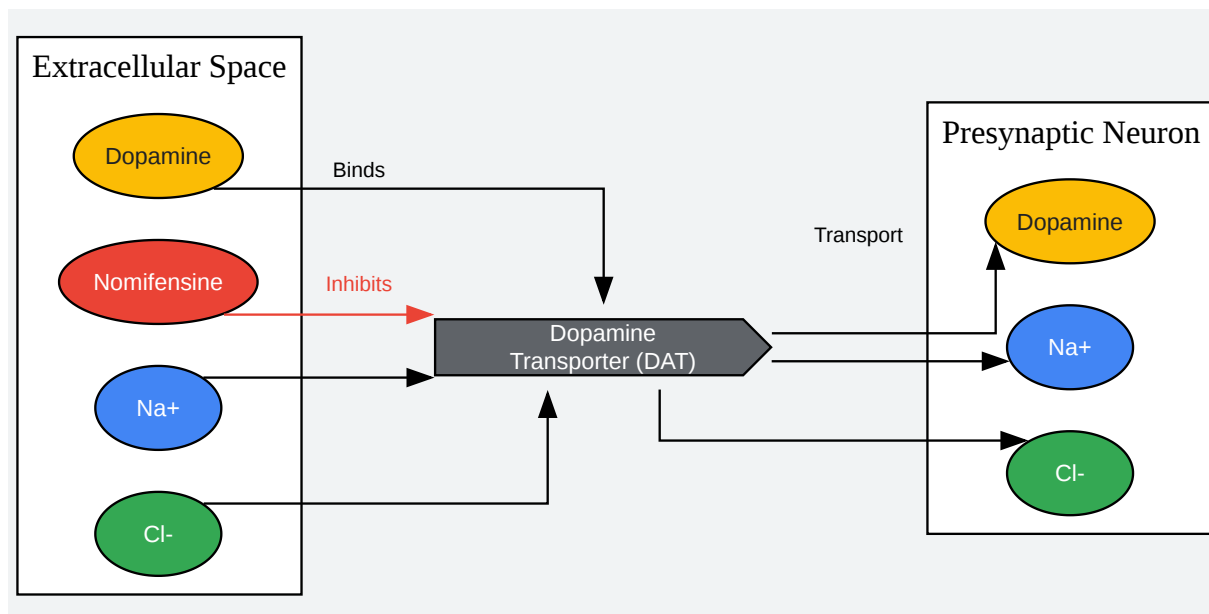 Extracellular Space
Dopamine
Binds
Nomifensine
Inhibits
Na+
Cl-
Dopamine
Transporter (DAT)
Transport
Presynaptic Neuron
Dopamine
Na+
Cl-